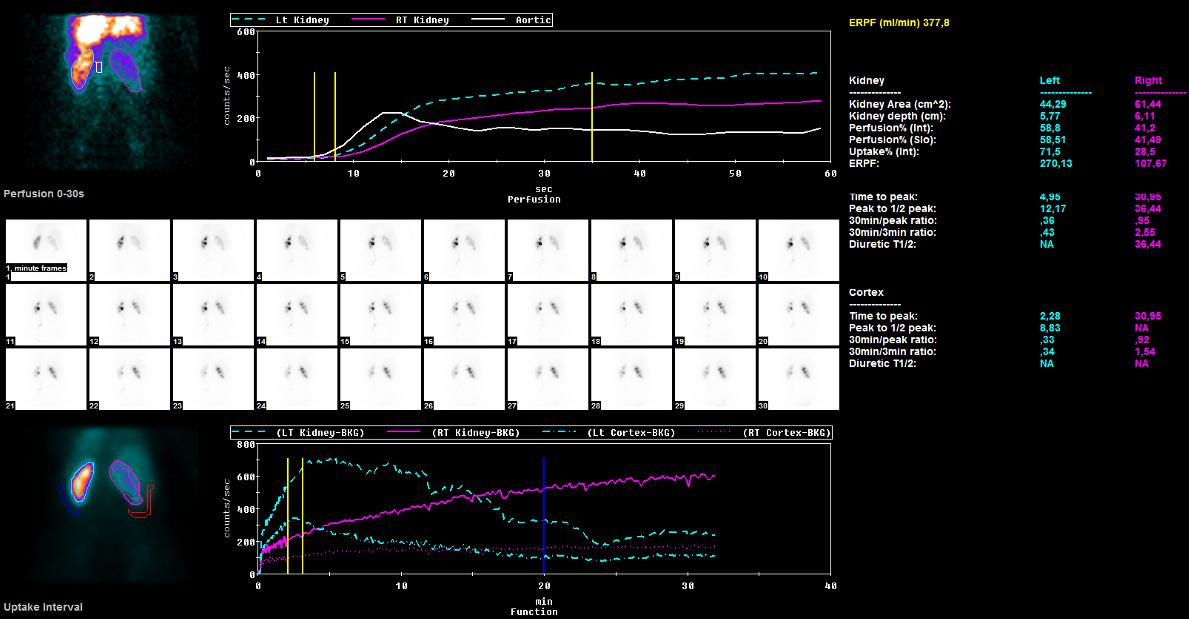 Lt Kidney RT Kidney Aortic
ERPF (ml/min) 377,8
600
400
200
0
counts/sec
0 10 20 30 40 50 60
sec
Perfusion
Perfusion 0-30s
Kidney Left Right
------------- -------------- --------------
Kidney Area (cm^2): 44,29 61,44
Kidney depth (cm): 5,77 6,11
Perfusion% (Int): 58,8 41,2
Perfusion% (Slo): 58,51 41,49
Uptake% (Int): 71,5 28,5
ERPF: 270,13 107,67
Time to peak: 4,95 30,95
Peak to 1/2 peak: 12,17 36,44
30min/peak ratio: ,36 ,95
30min/3min ratio: ,43 2,55
Diuretic T1/2: NA 36,44
Cortex
-------------
Time to peak: 2,28 30,95
Peak to 1/2 peak: 8,83 NA
30min/peak ratio: ,33 ,92
30min/3min ratio: ,34 1,54
Diuretic T1/2: NA NA
1, minute frames
1 2 3 4 5 6 7 8 9 10
11 12 13 14 15 16 17 18 19 20
21 22 23 24 25 26 27 28 29 30
(LT Kidney-BKG) (RT Kidney-BKG) (Lt Cortex-BKG) (RT Cortex-BKG)
800
600
400
200
0
counts/sec
0 10 20 30 40
min
Function
Uptake Interval